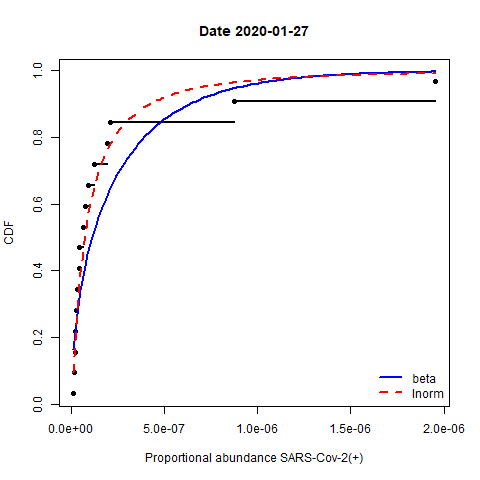 Date 2020-01-27
CDF
1.0
0.8
0.6
0.4
0.2
0.0
beta
lnorm
0.0e+00 5.0e-07 1.0e-06 1.5e-06 2.0e-06
Proportional abundance SARS-Cov-2(+)